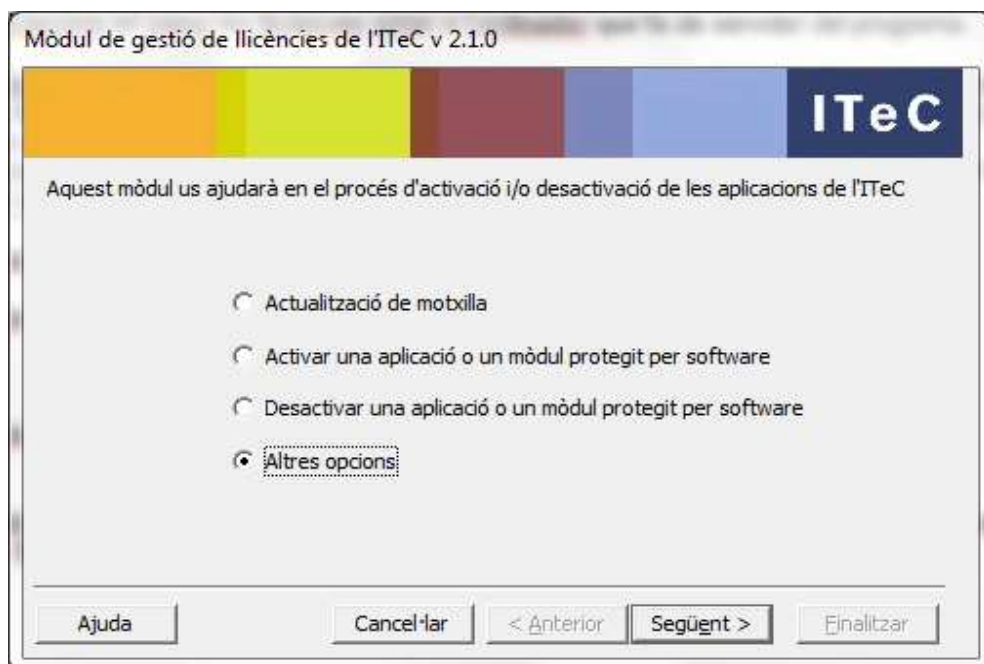 Mòdul de gestió de llicències de l'ITeC v 2.1.0
ITeC
Aquest mòdul us ajudarà en el procés d'activació i/o desactivació de les aplicacions de l'ITeC
Actualització de motxilla
Activar una aplicació o un mòdul protegit per software
Desactivar una aplicació o un mòdul protegit per software
Altres opcions
Ajuda
Cancel·lar
< Anterior
Següent >
Finalitzar